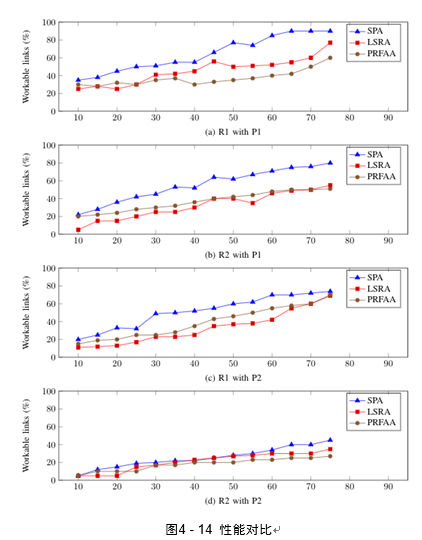 100
80
60
40
20
0
Workable links (%)
SPA
LSRA
PRFAA
10 20 30 40 50 60 70 80 90
(a) R1 with P1
100
80
60
40
20
0
Workable links (%)
SPA
LSRA
PRFAA
10 20 30 40 50 60 70 80 90
(b) R2 with P1
100
80
60
40
20
0
Workable links (%)
SPA
LSRA
PRFAA
10 20 30 40 50 60 70 80 90
(c) R1 with P2
100
80
60
40
20
0
Workable links (%)
SPA
LSRA
PRFAA
10 20 30 40 50 60 70 80 90
(d) R2 with P2
图4 - 14 性能对比